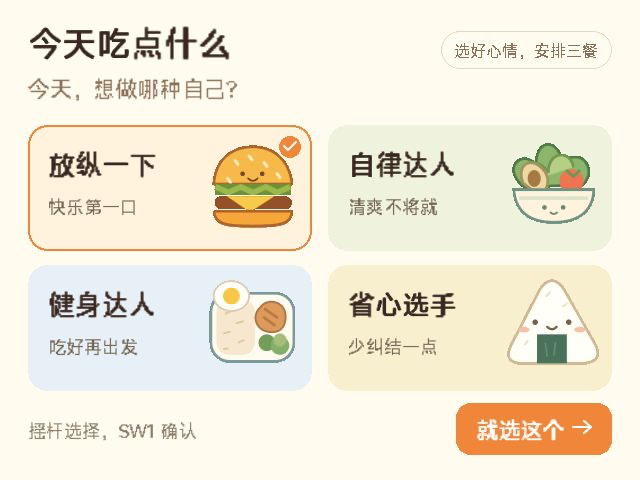 今天吃点什么
选好心情，安排三餐
今天，想做哪种自己？
放纵一下
快乐第一口
自律达人
清爽不将就
健身达人
吃好再出发
省心选手
少纠结一点
摇杆选择，SW1 确认
就选这个 →